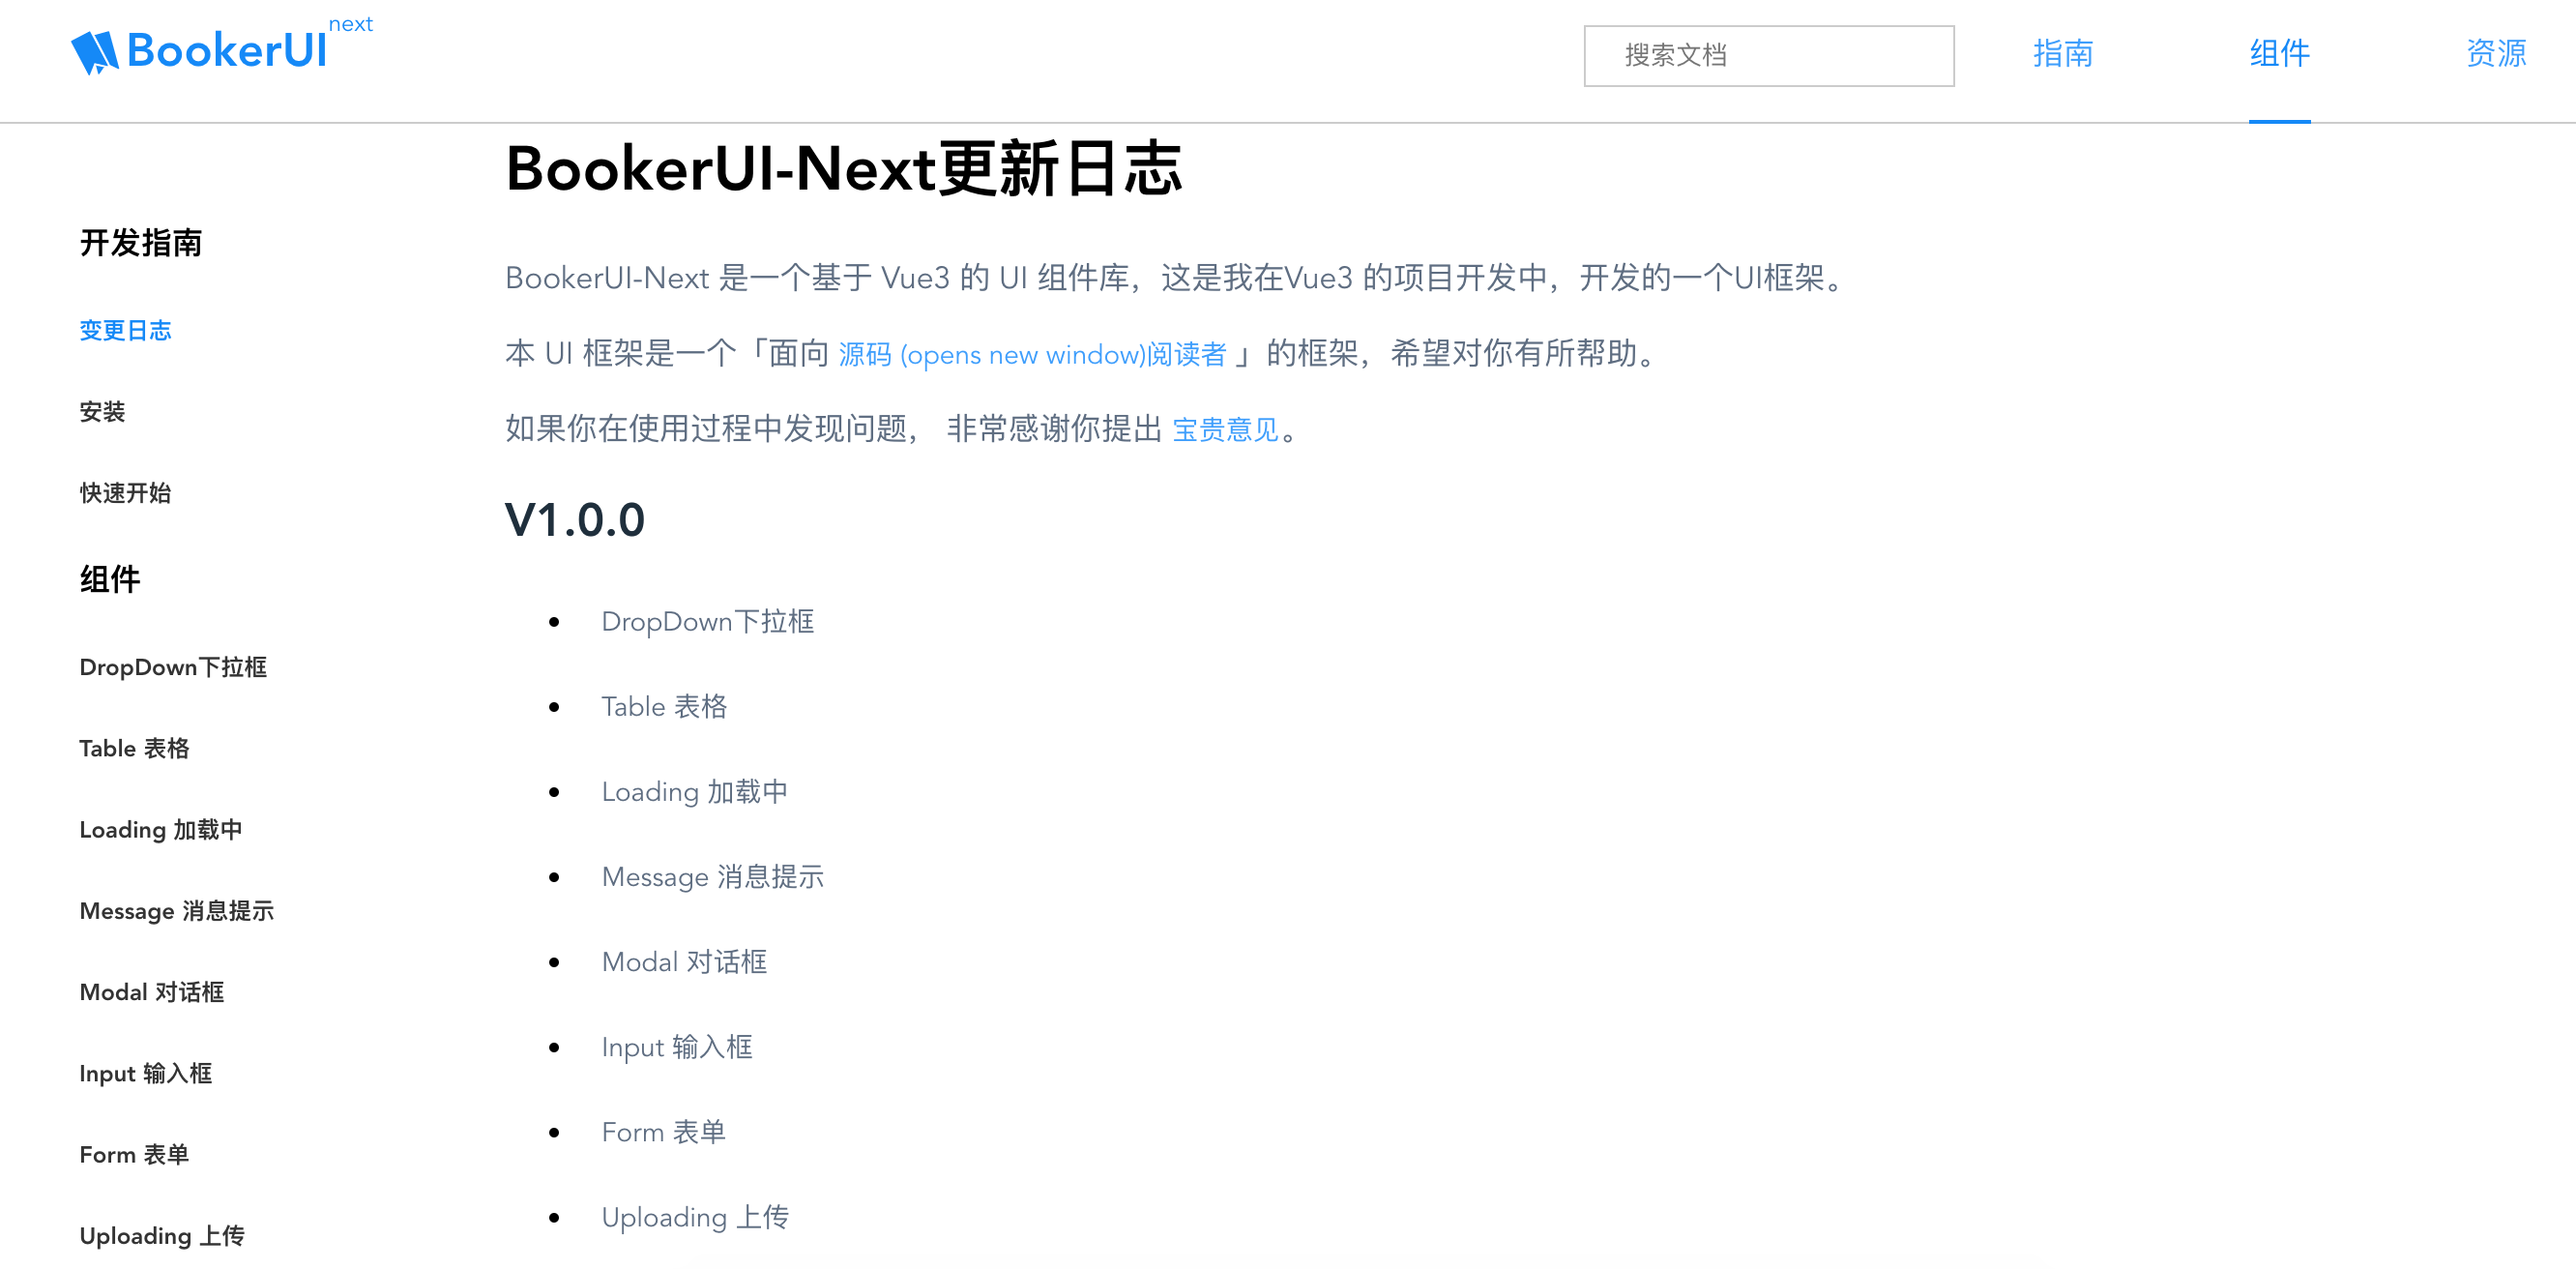 BookerUI next
搜索文档
指南
组件
资源
开发指南
变更日志
安装
快速开始
组件
DropDown下拉框
Table 表格
Loading 加载中
Message 消息提示
Modal 对话框
Input 输入框
Form 表单
Uploading 上传
BookerUI-Next更新日志
BookerUI-Next 是一个基于 Vue3 的 UI 组件库，这是我在Vue3 的项目开发中，开发的一个UI框架。
本 UI 框架是一个「面向 源码 (opens new window)阅读者 」的框架，希望对你有所帮助。
如果你在使用过程中发现问题， 非常感谢你提出 宝贵意见。
V1.0.0
DropDown下拉框
Table 表格
Loading 加载中
Message 消息提示
Modal 对话框
Input 输入框
Form 表单
Uploading 上传